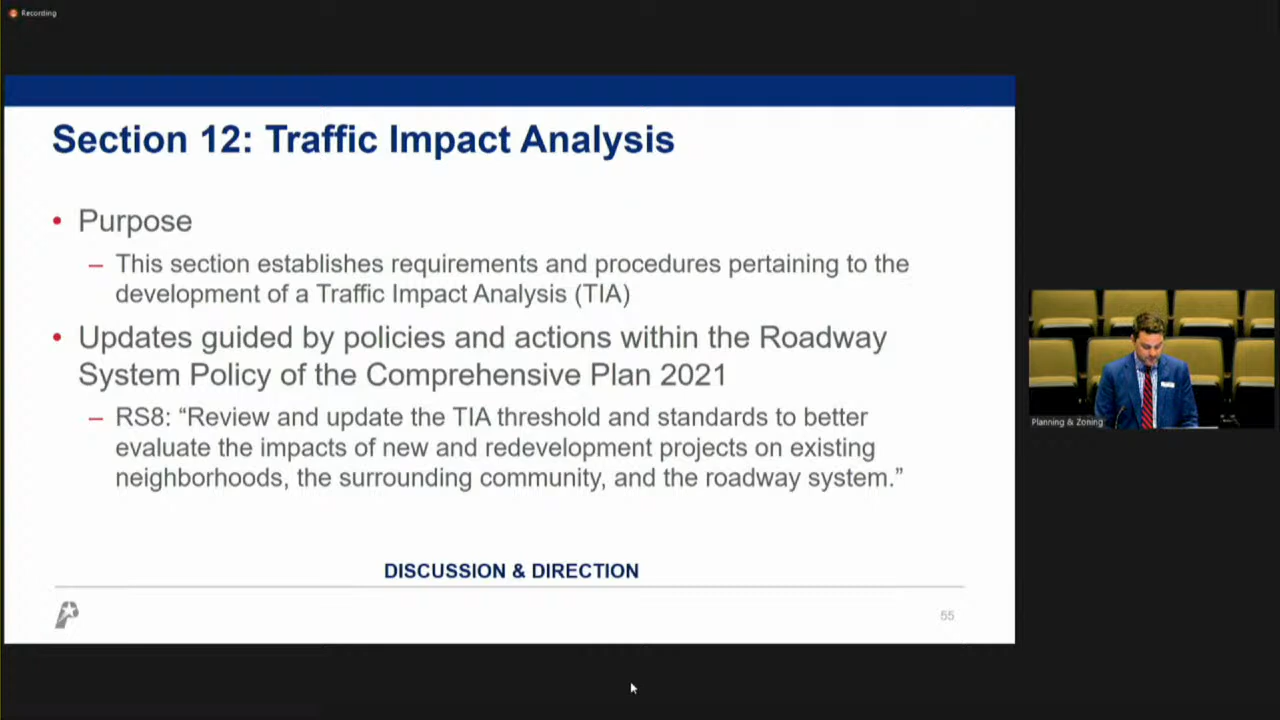 Recording
Section 12: Traffic Impact Analysis
• Purpose
– This section establishes requirements and procedures pertaining to the
development of a Traffic Impact Analysis (TIA)
• Updates guided by policies and actions within the Roadway
System Policy of the Comprehensive Plan 2021
– RS8: “Review and update the TIA threshold and standards to better
evaluate the impacts of new and redevelopment projects on existing
neighborhoods, the surrounding community, and the roadway system.”
DISCUSSION & DIRECTION
55
Planning & Zoning